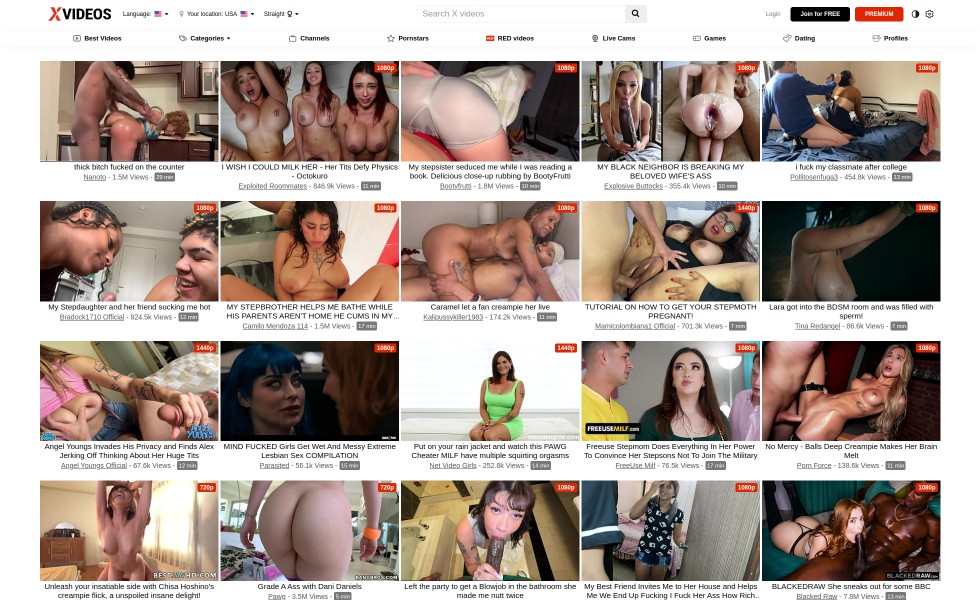 XVIDEOS
Language:
Your location: USA
Straight
Search X videos
Login
Join for FREE
PREMIUM
Best Videos
Categories
Channels
Pornstars
RED videos
Live Cams
Games
Dating
Profiles
1080p
1080p
1080p
1080p
thick bitch fucked on the counter
Nanoto - 1.5M Views - 29 min
I WISH I COULD MILK HER - Her Tits Defy Physics
- Octokuro
Exploited Roommates - 846.9k Views - 11 min
My stepsister seduced me while I was reading a
book. Delicious close-up rubbing by BootyFrutti
Bootyfrutti - 1.8M Views - 10 min
MY BLACK NEIGHBOR IS BREAKING MY
BELOVED WIFE'S ASS
Explosive Buttocks - 355.4k Views - 10 min
i fuck my classmate after college
Pollitosenfuga3 - 454.8k Views - 13 min
1080p
1080p
1080p
1440p
1080p
My Stepdaughter and her friend sucking me hot
Bradock1710 Official - 924.5k Views - 12 min
MY STEPBROTHER HELPS ME BATHE WHILE
HIS PARENTS AREN'T HOME HE CUMS IN MY...
Camilo Mendoza 114 - 1.5M Views - 17 min
Caramel let a fan creampie her live
Kalipussykiller1983 - 174.2k Views - 11 min
TUTORIAL ON HOW TO GET YOUR STEPMOTH
PREGNANT!
Mamicolombiana1 Official - 701.3k Views - 7 min
Lara got into the BDSM room and was filled with
sperm!
Tina Redangel - 86.6k Views - 7 min
1440p
1080p
1440p
1080p
FREEUSEMILF.com
1080p
Angel Youngs Invades His Privacy and Finds Alex
Jerking Off Thinking About Her Huge Tits
Angel Youngs Official - 67.6k Views - 12 min
MIND FUCKED Girls Get Wet And Messy Extreme
Lesbian Sex COMPILATION
Parasited - 56.1k Views - 15 min
Put on your rain jacket and watch this PAWG
Cheater MILF have multiple squirting orgasms
Net Video Girls - 252.8k Views - 14 min
Freeuse Stepmom Does Everything In Her Power
To Convince Her Stepsons Not To Join The Military
FreeUse Milf - 76.5k Views - 17 min
No Mercy - Balls Deep Creampie Makes Her Brain
Melt
Porn Force - 138.6k Views - 11 min
720p
720p
BANGBROS.COM
1080p
1080p
1080p
BLACKEDRAW.com
Unleash your insatiable side with Chisa Hoshino's
creampie flick, a unspoiled insane delight!
Grade A Ass with Dani Daniels
Pawg - 3.5M Views - 5 min
Left the party to get a Blowjob in the bathroom she
made me nutt twice
My Best Friend Invites Me to Her House and Helps
Me We End Up Fucking I Fuck Her Ass How Rich..
BLACKEDRAW She sneaks out for some BBC
Blacked Raw - 7.8M Views - 13 min